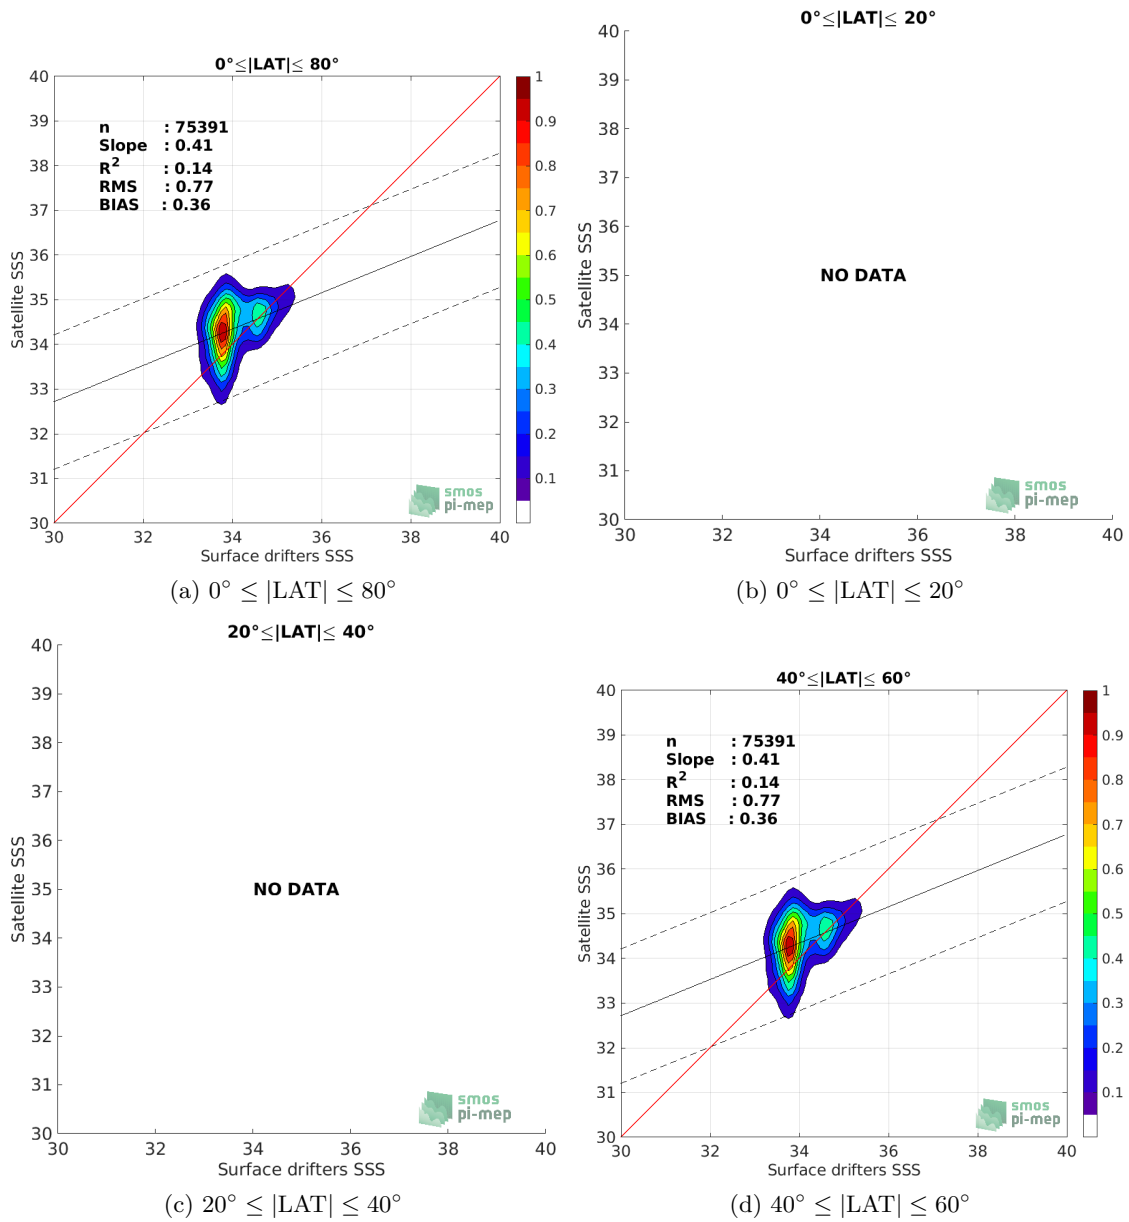 0°≤|LAT|≤ 80°
40
39
38
37
36
35
34
33
32
31
30
Satellite SSS
n : 75391
Slope : 0.41
R2 : 0.14
RMS : 0.77
BIAS : 0.36
1
0.9
0.8
0.7
0.6
0.5
0.4
0.3
0.2
0.1
smos
pi-mep
30 32 34 36 38 40
Surface drifters SSS
(a) 0° ≤ |LAT| ≤ 80°
0°≤|LAT|≤ 20°
40
39
38
37
36
35
34
33
32
31
30
Satellite SSS
NO DATA
smos
pi-mep
30 32 34 36 38 40
Surface drifters SSS
(b) 0° ≤ |LAT| ≤ 20°
20°≤|LAT|≤ 40°
40
39
38
37
36
35
34
33
32
31
30
Satellite SSS
NO DATA
smos
pi-mep
30 32 34 36 38 40
Surface drifters SSS
(c) 20° ≤ |LAT| ≤ 40°
40°≤|LAT|≤ 60°
40
39
38
37
36
35
34
33
32
31
30
Satellite SSS
n : 75391
Slope : 0.41
R2 : 0.14
RMS : 0.77
BIAS : 0.36
1
0.9
0.8
0.7
0.6
0.5
0.4
0.3
0.2
0.1
smos
pi-mep
30 32 34 36 38 40
Surface drifters SSS
(d) 40° ≤ |LAT| ≤ 60°